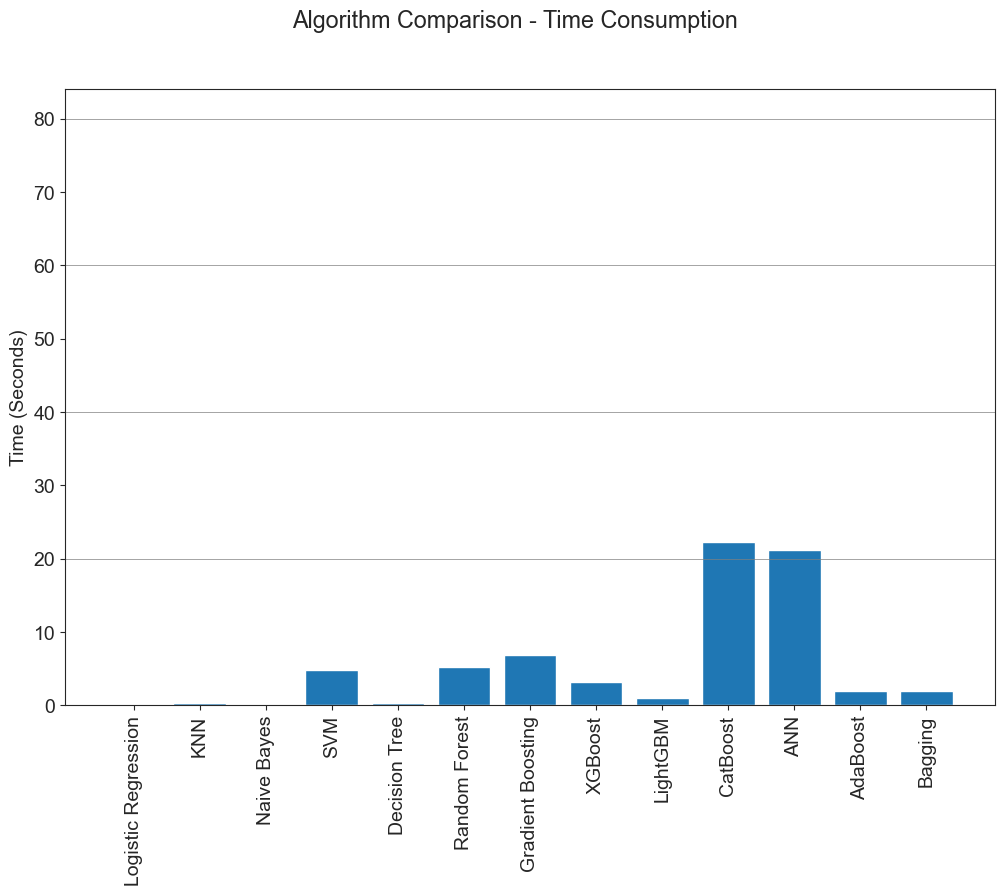 Algorithm Comparison - Time Consumption
Time (Seconds)
80
70
60
50
40
30
20
10
0
Logistic Regression
KNN
Naive Bayes
SVM
Decision Tree
Random Forest
Gradient Boosting
XGBoost
LightGBM
CatBoost
ANN
AdaBoost
Bagging